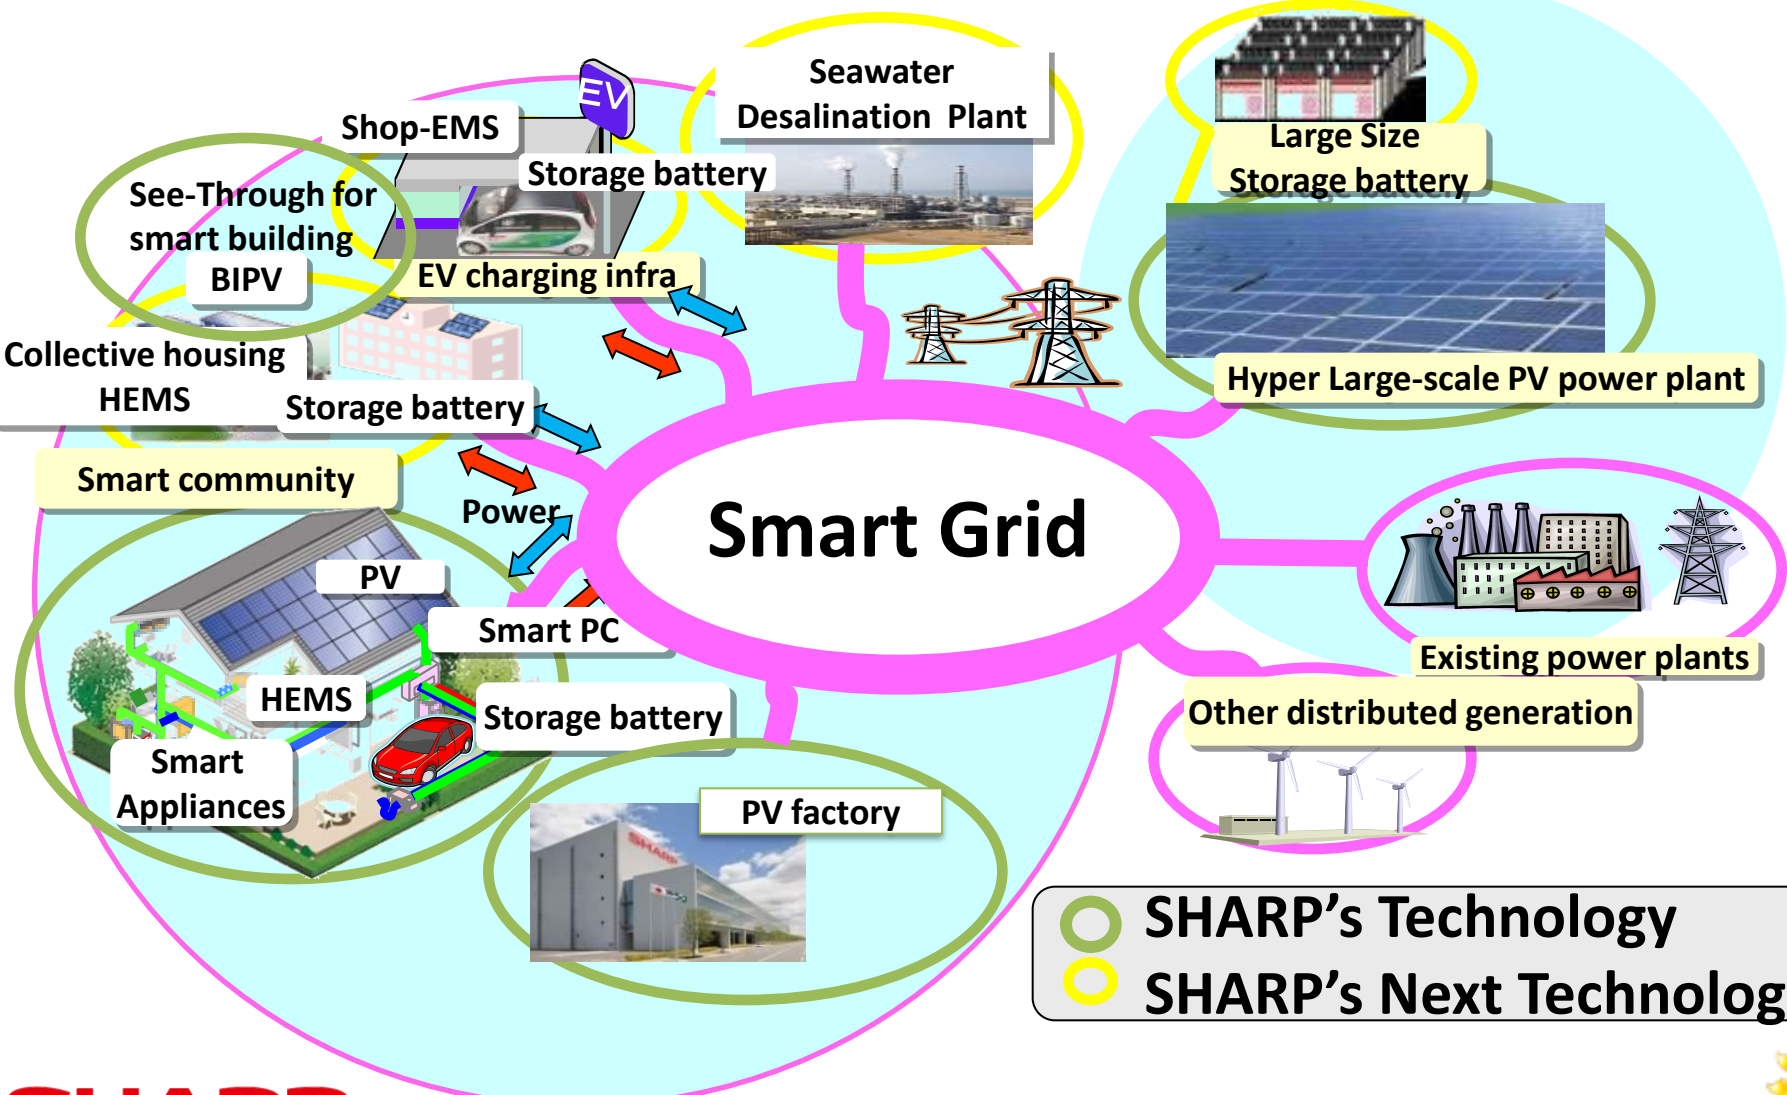 EV
Shop-EMS
Storage battery
Seawater
Desalination Plant
Large Size
Storage battery
See-Through for
smart building
BIPV
EV charging infra
Collective housing
HEMS
Storage battery
Hyper Large-scale PV power plant
Smart community
Power
Smart Grid
PV
Smart PC
HEMS
Storage battery
Smart
Appliances
Existing power plants
Other distributed generation
PV factory
SHARP
SHARP's Technology
SHARP's Next Technolog
SHARP